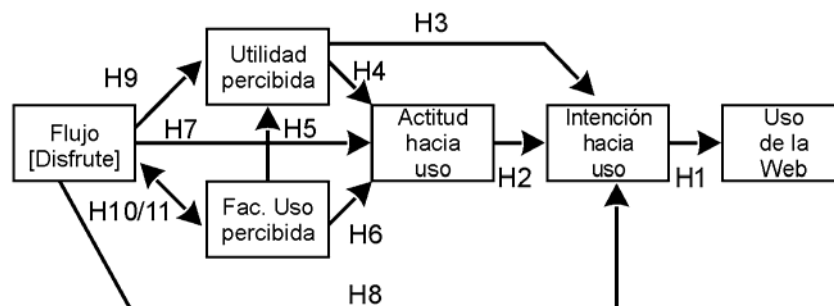 H3
Utilidad
percibida
H9
H4
Flujo
[Disfrute]
H7
H5
Actitud
hacia
uso
Intención
hacia
uso
Uso
de la
Web
H2
H1
H10/11
Fac. Uso
percibida
H6
H8